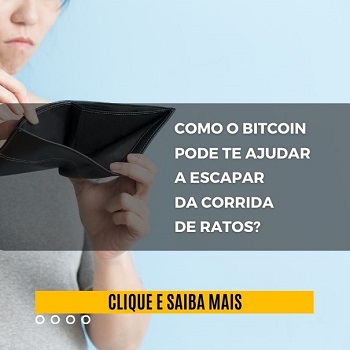 COMO O BITCOIN
PODE TE AJUDAR
A ESCAPAR
DA CORRIDA
DE RATOS?
CLIQUE E SAIBA MAIS